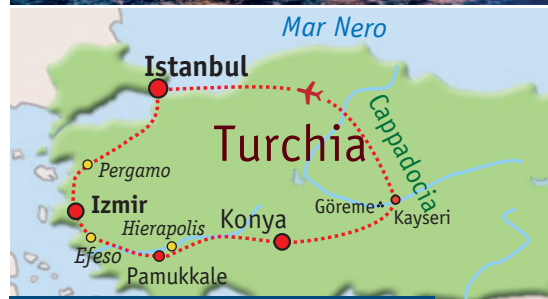 Mar Nero
Istanbul
Cappadocia
Turchia
Pergamo
Izmir
Hierapolis
Konya
Göreme
Kayseri
Efeso
Pamukkale